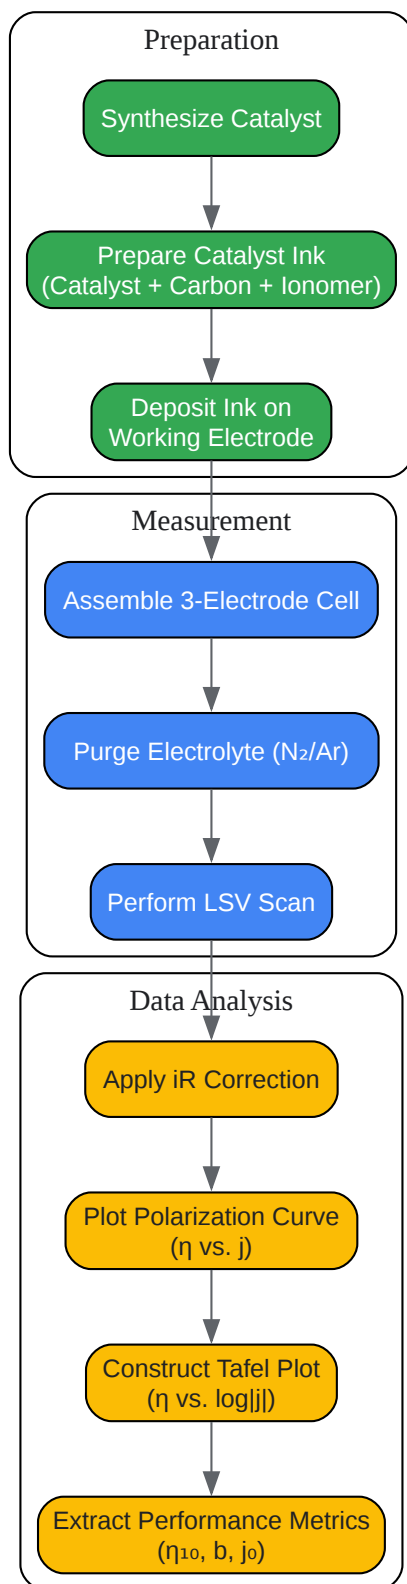 Preparation
Synthesize Catalyst
Prepare Catalyst Ink
(Catalyst + Carbon + Ionomer)
Deposit Ink on
Working Electrode
Measurement
Assemble 3-Electrode Cell
Purge Electrolyte (N₂/Ar)
Perform LSV Scan
Data Analysis
Apply iR Correction
Plot Polarization Curve
(η vs. j)
Construct Tafel Plot
(η vs. log|j|)
Extract Performance Metrics
(η₁₀, b, j₀)